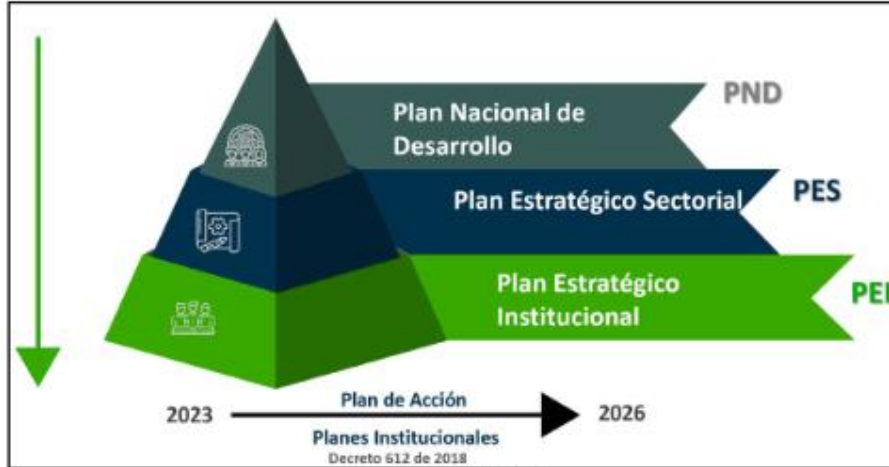 Plan Nacional de
Desarrollo
PND
Plan Estratégico Sectorial
PES
Plan Estratégico
Institucional
PEI
2023
Plan de Acción
2026
Planes Institucionales
Decreto 612 de 2018